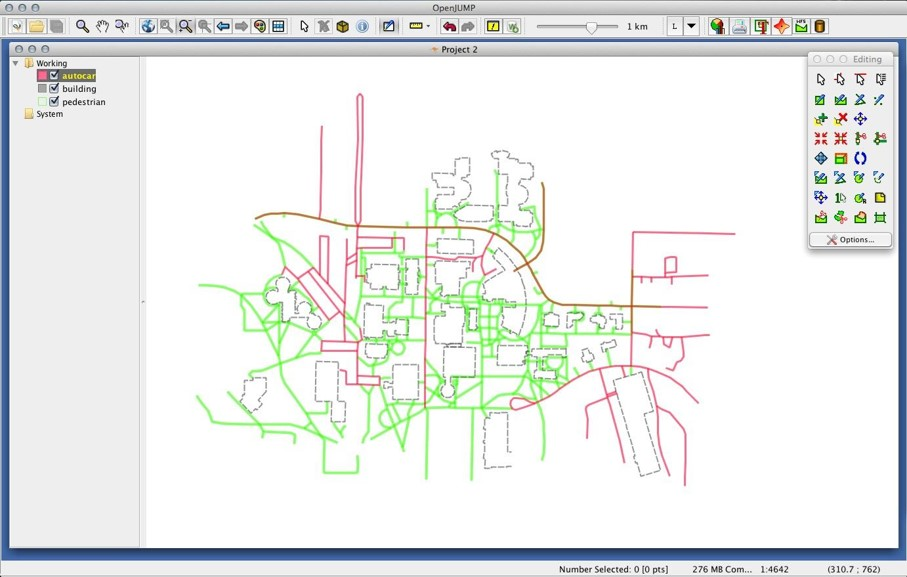 OpenJUMP
1 km
L
Project 2
Editing
Working
autocar
building
pedestrian
System
Options...
Number Selected: 0 [0 pts]
276 MB Com...
1:4642
(310.7 ; 762)